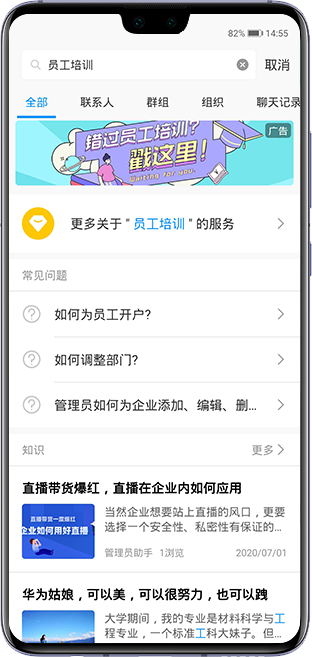 82% 14:55
员工培训 取消
全部 联系人 群组 组织 聊天记录
广告
错过员工培训?
戳这里!
Waiting for you.
更多关于 " 员工培训 " 的服务
常见问题
如何为员工开户?
如何调整部门?
管理员如何为企业添加、编辑、删...
知识 更多
直播带货爆红，直播在企业内如何应用
直播带货一度爆红
企业如何用好直播
当然企业想要站上直播的风口，更要
选择一个安全性、私密性有保证的...
管理员助手 1浏览 2020/07/01
华为姑娘，可以美，可以很努力，也可以跩
大学期间，我的专业是材料科学与工
程专业，一个标准工科大妹子。但...